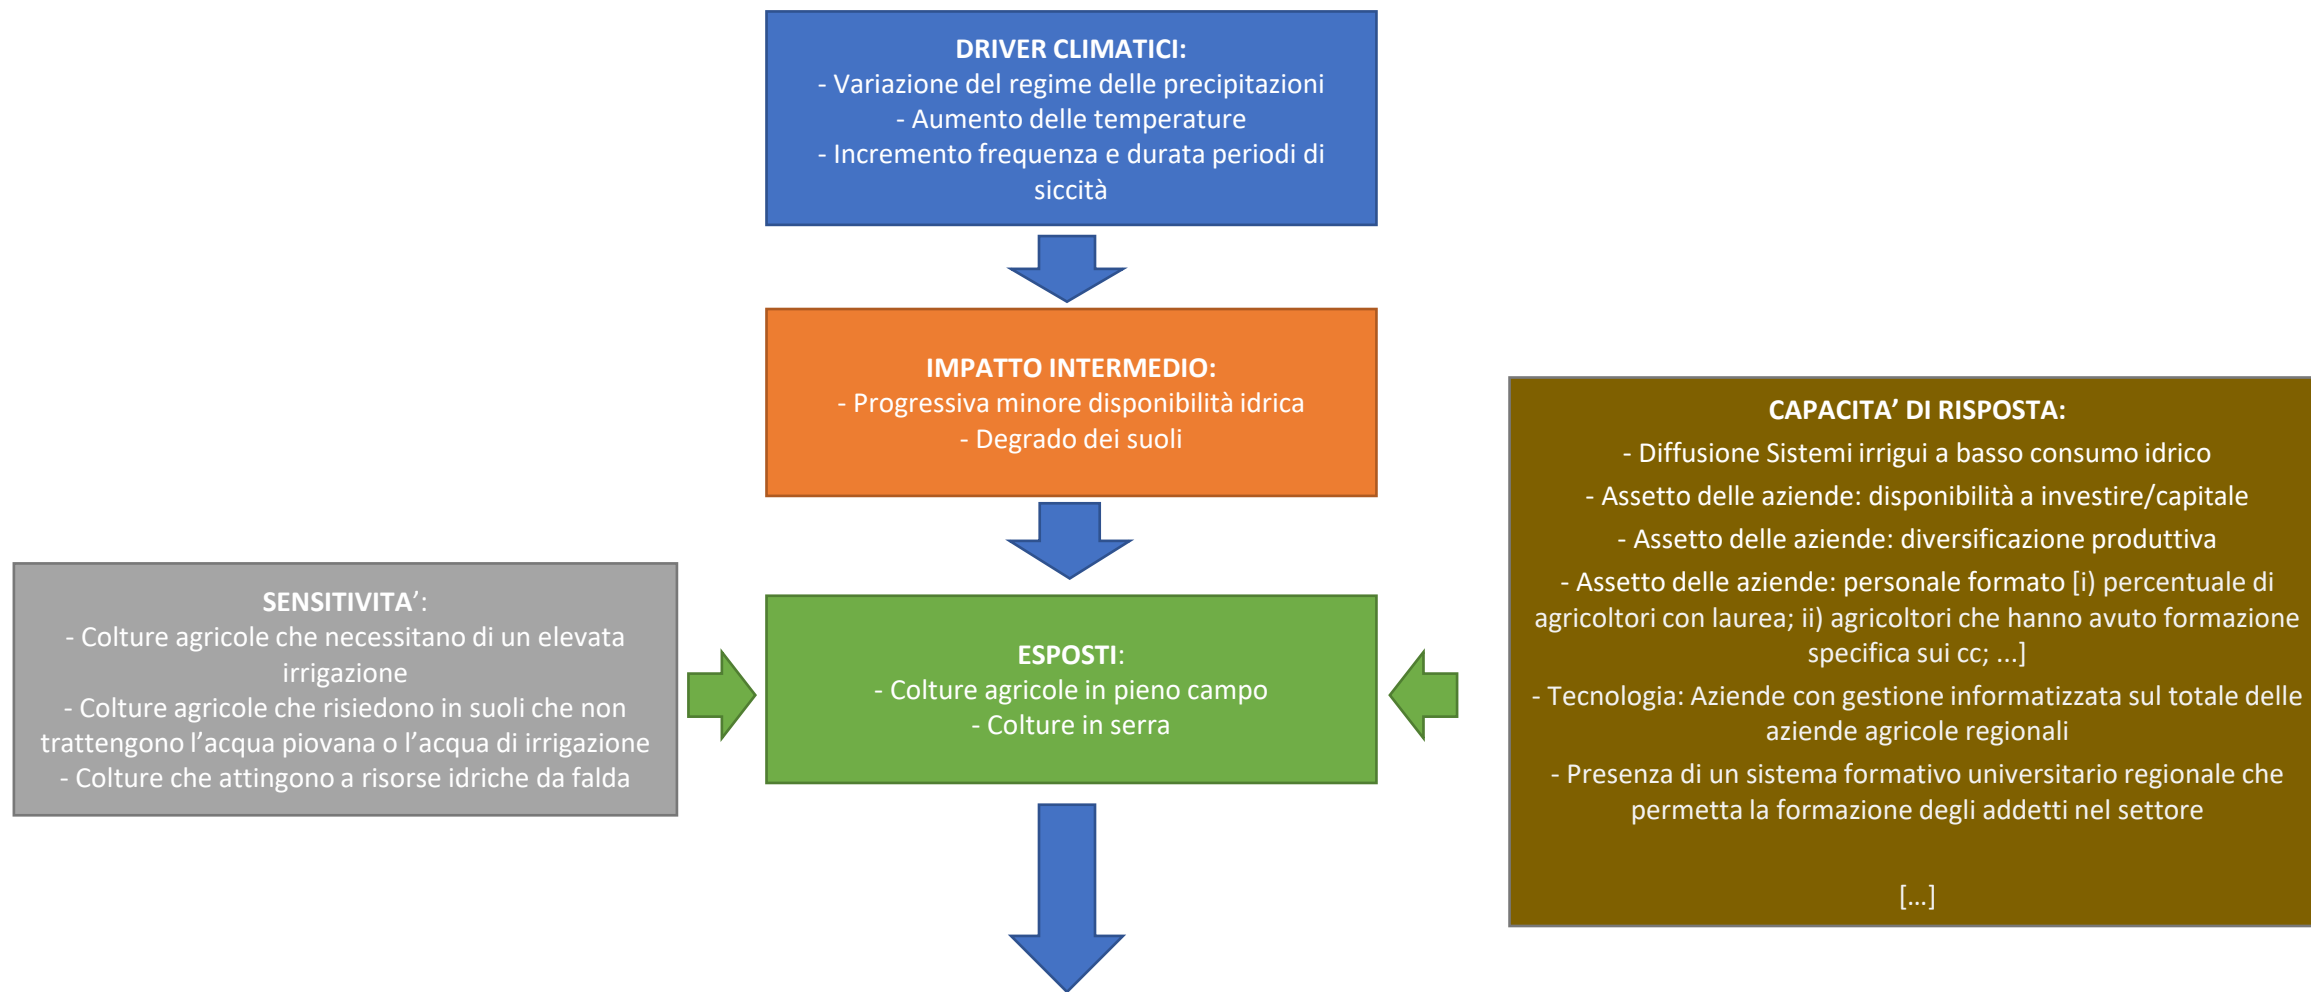 DRIVER CLIMATICI:
- Variazione del regime delle precipitazioni
- Aumento delle temperature
- Incremento frequenza e durata periodi di
siccità
IMPATTO INTERMEDIO:
- Progressiva minore disponibilità idrica
- Degrado dei suoli
SENSITIVITA’:
- Colture agricole che necessitano di un elevata
irrigazione
- Colture agricole che risiedono in suoli che non
trattengono l’acqua piovana o l’acqua di irrigazione
- Colture che attingono a risorse idriche da falda
ESPOSTI:
- Colture agricole in pieno campo
- Colture in serra
CAPACITA’ DI RISPOSTA:
- Diffusione Sistemi irrigui a basso consumo idrico
- Assetto delle aziende: disponibilità a investire/capitale
- Assetto delle aziende: diversificazione produttiva
- Assetto delle aziende: personale formato [i) percentuale di
agricoltori con laurea; ii) agricoltori che hanno avuto formazione
specifica sui cc; ...]
- Tecnologia: Aziende con gestione informatizzata sul totale delle
aziende agricole regionali
- Presenza di un sistema formativo universitario regionale che
permetta la formazione degli addetti nel settore
[...]